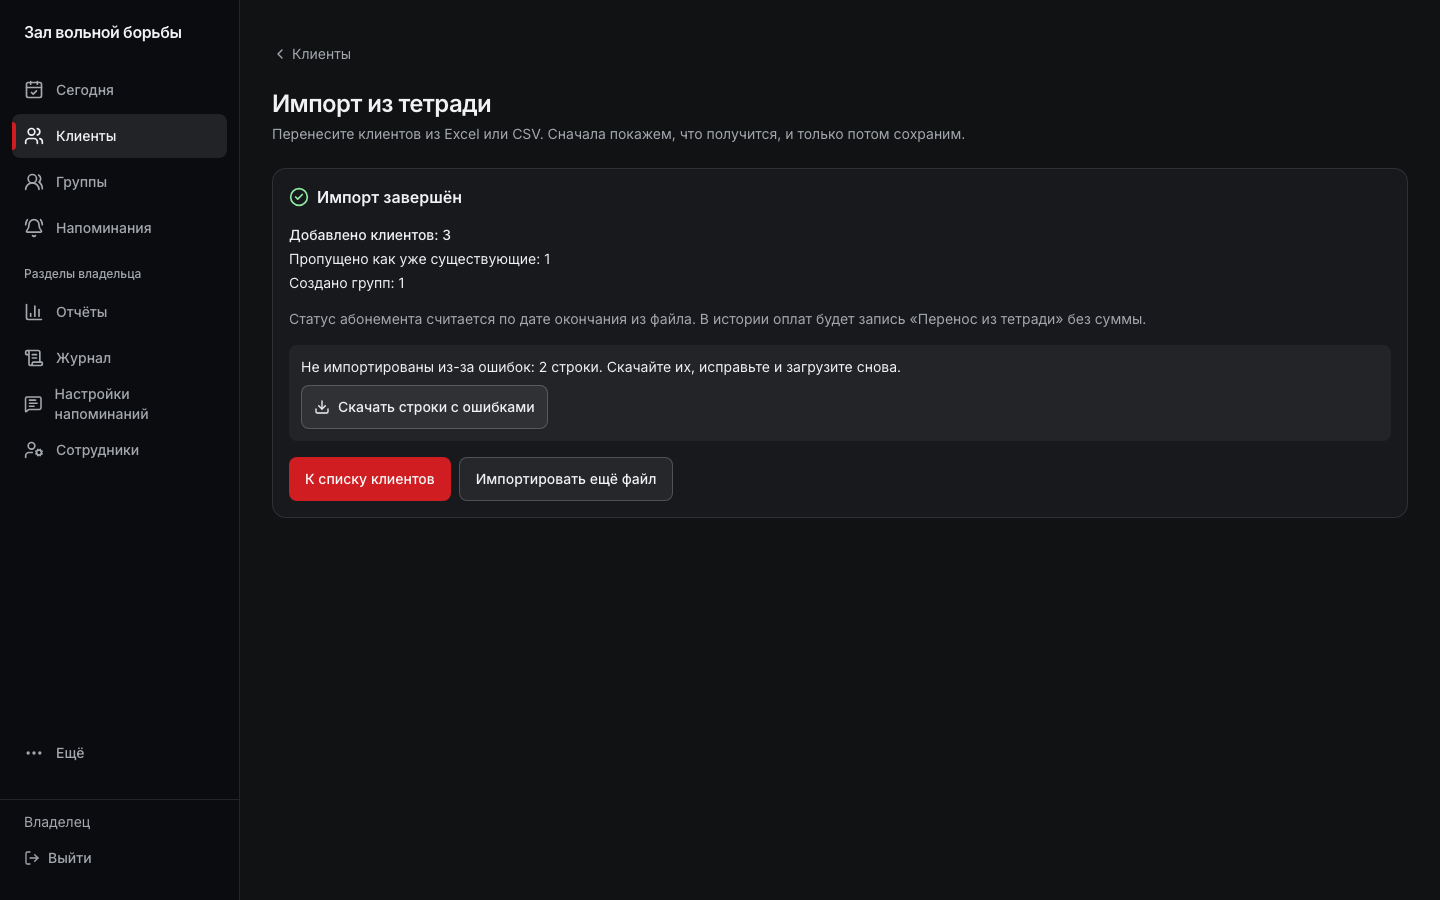 Зал вольной борьбы
Сегодня
Клиенты
Группы
Напоминания
Разделы владельца
Отчёты
Журнал
Настройки
напоминаний
Сотрудники
Ещё
Владелец
Выйти
Клиенты
Импорт из тетради
Перенесите клиентов из Excel или CSV. Сначала покажем, что получится, и только потом сохраним.
Импорт завершён
Добавлено клиентов: 3
Пропущено как уже существующие: 1
Создано групп: 1
Статус абонемента считается по дате окончания из файла. В истории оплат будет запись «Перенос из тетради» без суммы.
Не импортированы из-за ошибок: 2 строки. Скачайте их, исправьте и загрузите снова.
Скачать строки с ошибками
К списку клиентов
Импортировать ещё файл